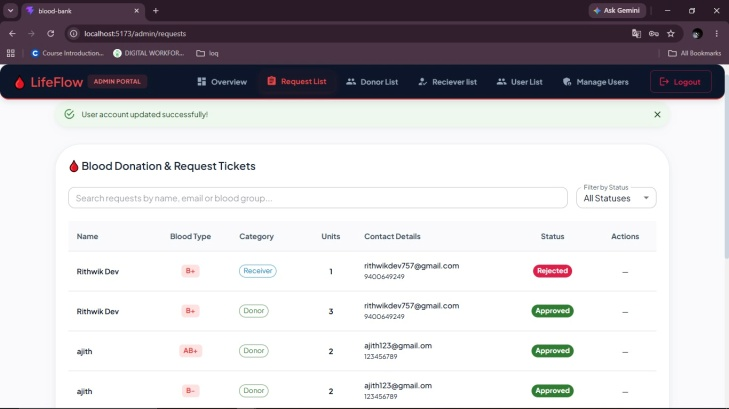 blood-bank
Ask Gemini
localhost:5173/admin/requests
Course Introduction...
DIGITAL WORKFOR...
loq
All Bookmarks
LifeFlow
ADMIN PORTAL
Overview
Request List
Donor List
Reciever list
User List
Manage Users
Logout
User account updated successfully!
Blood Donation & Request Tickets
Search requests by name, email or blood group...
Filter by Status
All Statuses
Name Blood Type Category Units Contact Details Status Actions
Rithwik Dev B+ Receiver 1 rithwikdev757@gmail.com Rejected —
9400649249
Rithwik Dev B+ Donor 3 rithwikdev757@gmail.com Approved —
9400649249
ajith AB+ Donor 2 ajith123@gmail.om Approved —
123456789
ajith B- Donor 2 ajith123@gmail.om Approved —
123456789